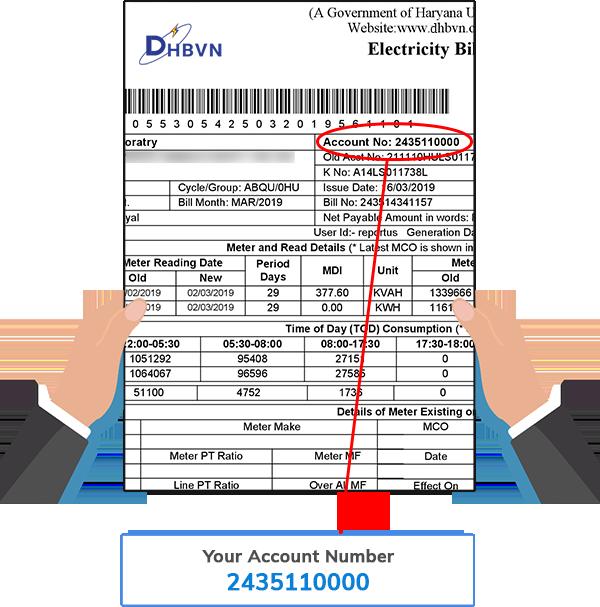 (A Government of Haryana U
Website:www.dhbvn.o
DHBVN
Electricity Bi
0 5 5 3 0 5 4 2 5 0 3 2 0 1 9 5 6 1 1 8 1
oratry Account No: 2435110000
Old Acct No: 211110HULS0117
K No: A14LS011738L
Cycle/Group: ABQU/0HU Issue Date: 16/03/2019
Bill Month: MAR/2019 Bill No: 243514341157
yal Net Payable Amount in words:
User Id:- reportus Generation Da
Meter and Read Details (* Latest MCO is shown in
Meter Reading Date Period Days MDI Unit Mete
Old New Old
/02/2019 02/03/2019 29 377.60 KVAH 1339666
2019 02/03/2019 29 0.00 KWH 1161
Time of Day (TOD) Consumption (*
2:00-05:30 05:30-08:00 08:00-17:30 17:30-18:00
1051292 95408 2715 0
1064067 96596 27586 0
51100 4752 1736 0
Details of Meter Existing on
Meter Make MCO
Meter PT Ratio Meter MF Date
Line PT Ratio Over All MF Effect On
Your Account Number
2435110000